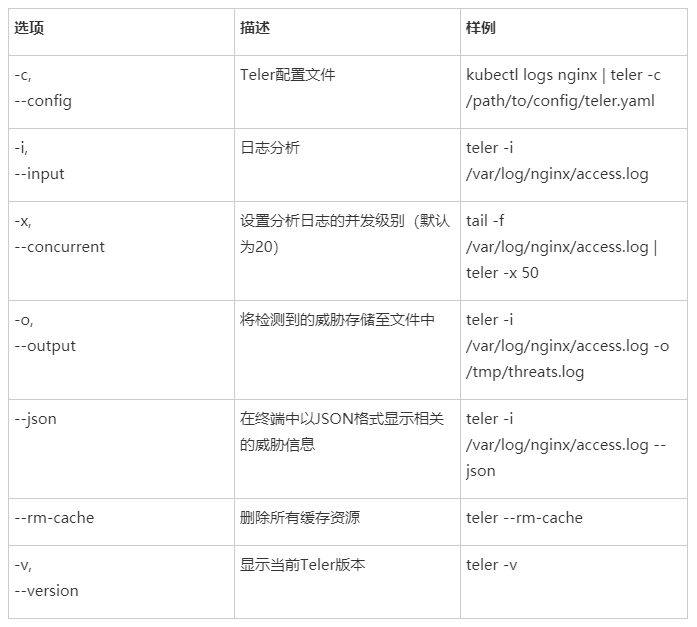 选项
描述
样例
-c,
--config
Teler配置文件
kubectl logs nginx | teler -c
/path/to/config/teler.yaml
-i,
--input
日志分析
teler -i
/var/log/nginx/access.log
-x,
--concurrent
设置分析日志的并发级别（默认
为20）
tail -f
/var/log/nginx/access.log |
teler -x 50
-o,
--output
将检测到的威胁存储至文件中
teler -i
/var/log/nginx/access.log -o
/tmp/threats.log
--json
在终端中以JSON格式显示相关
的威胁信息
teler -i
/var/log/nginx/access.log --
json
--rm-cache
删除所有缓存资源
teler --rm-cache
-v,
--version
显示当前Teler版本
teler -v